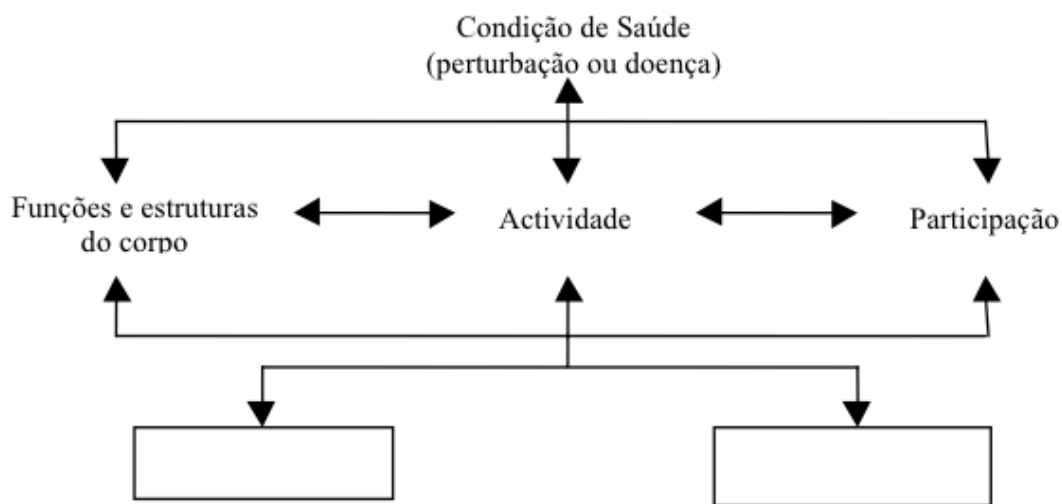 Condição de Saúde
(perturbação ou doença)
Funções e estruturas
do corpo
Actividade
Participação